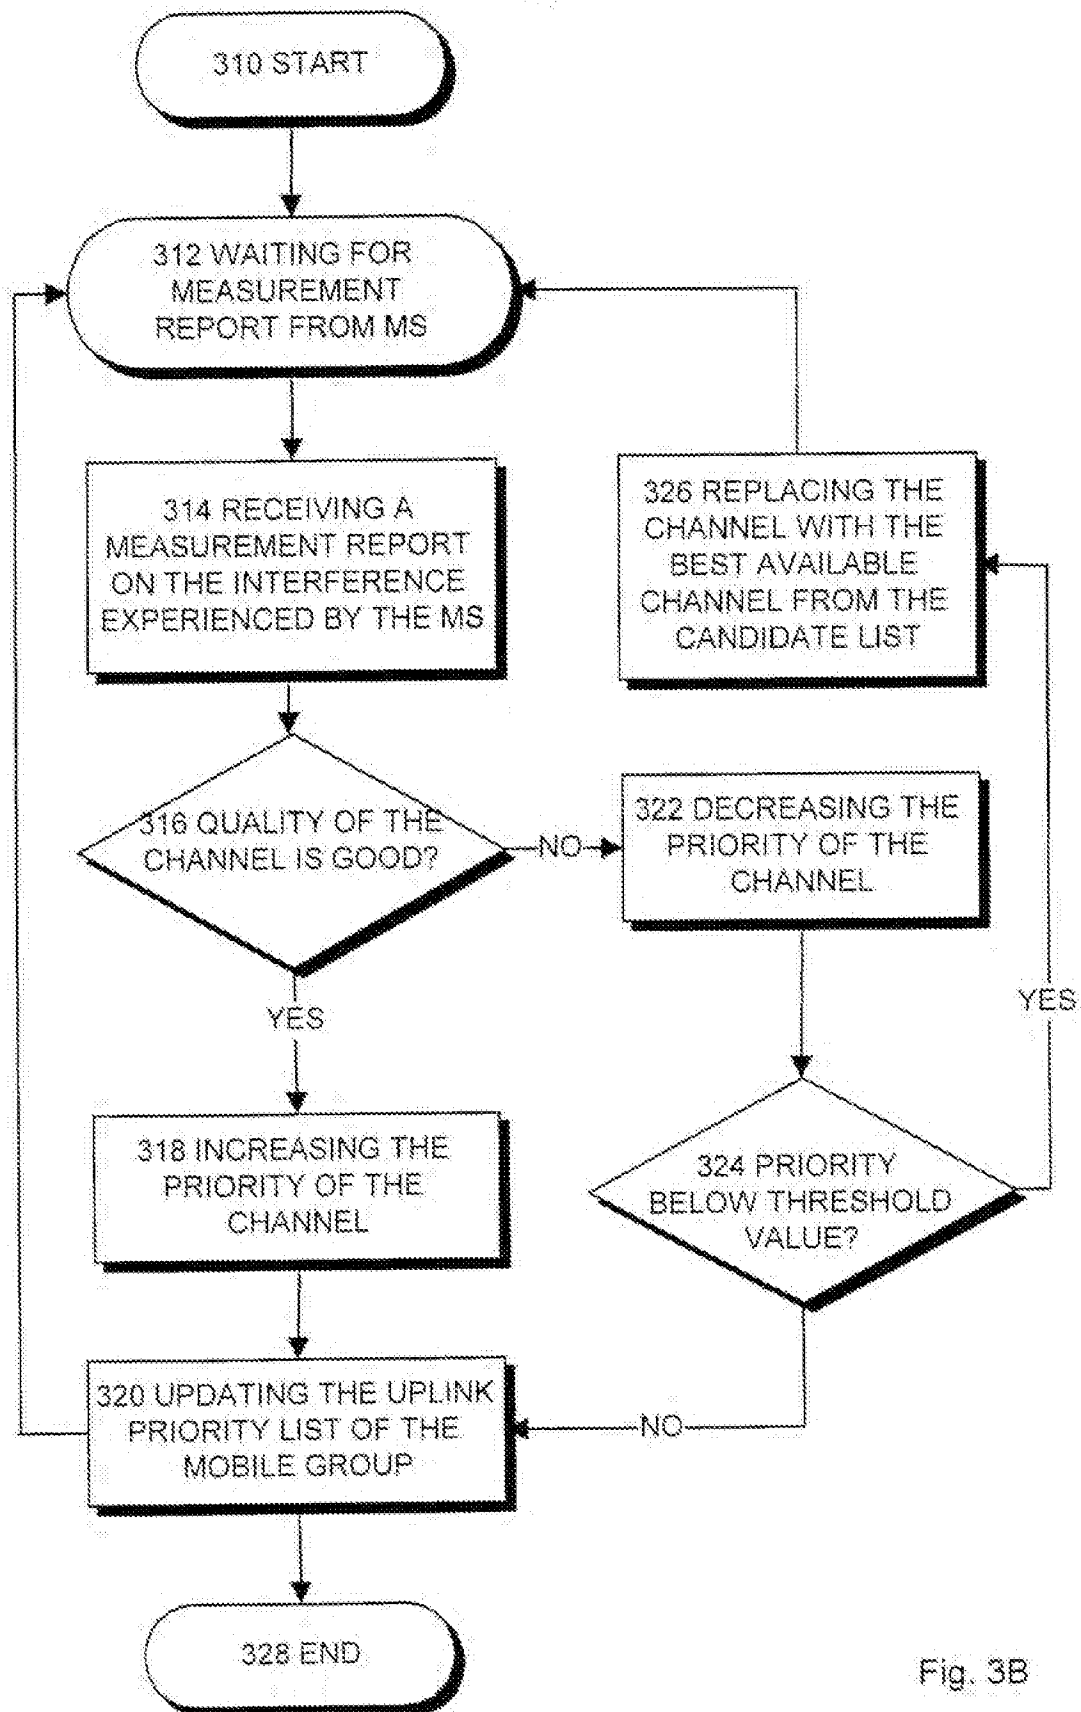 310 START
312 WAITING FOR
MEASUREMENT
REPORT FROM MS
314 RECEIVING A
MEASUREMENT REPORT
ON THE INTERFERENCE
EXPERIENCED BY THE MS
326 REPLACING THE
CHANNEL WITH THE
BEST AVAILABLE
CHANNEL FROM THE
CANDIDATE LIST
316 QUALITY OF THE
CHANNEL IS GOOD?
NO
322 DECREASING THE
PRIORITY OF THE
CHANNEL
YES
YES
318 INCREASING THE
PRIORITY OF THE
CHANNEL
324 PRIORITY
BELOW THRESHOLD
VALUE?
320 UPDATING THE UPLINK
PRIORITY LIST OF THE
MOBILE GROUP
NO
328 END
Fig. 3B